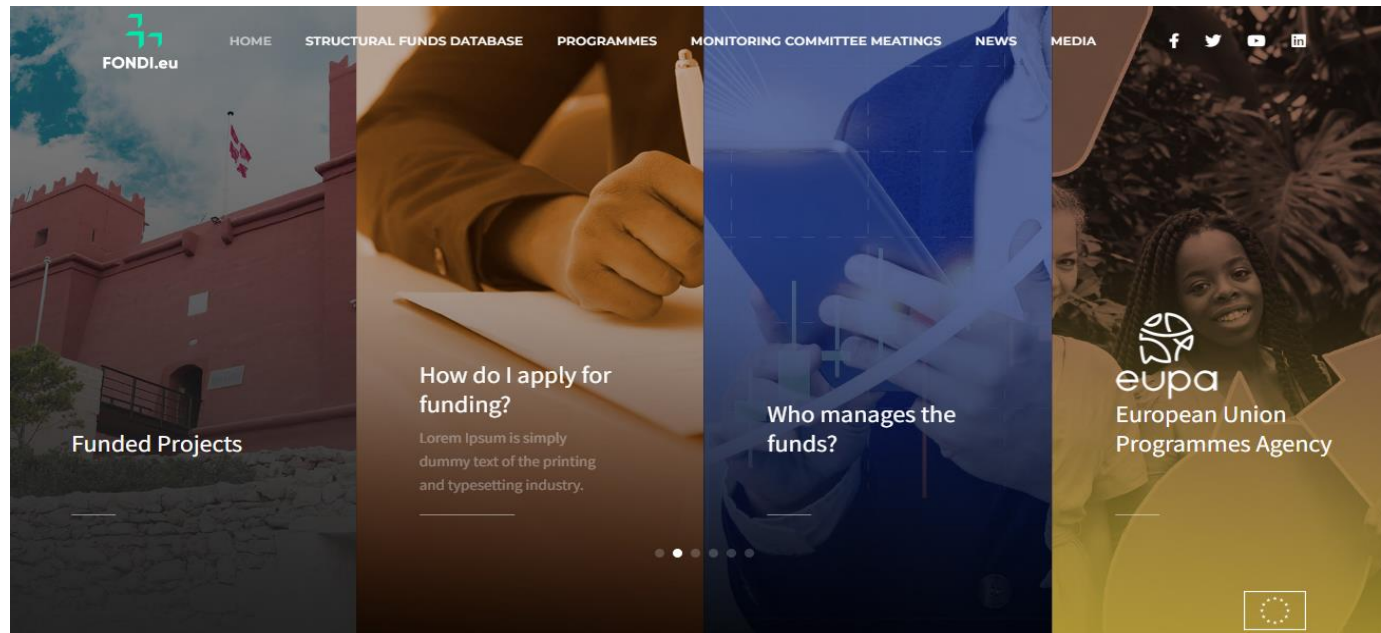 HOME STRUCTURAL FUNDS DATABASE PROGRAMMES MONITORING COMMITTEE MEATINGS NEWS MEDIA
FONDI.eu
Funded Projects
How do I apply for
funding?
Lorem Ipsum is simply
dummy text of the printing
and typesetting industry.
Who manages the
funds?
eupa
European Union
Programmes Agency